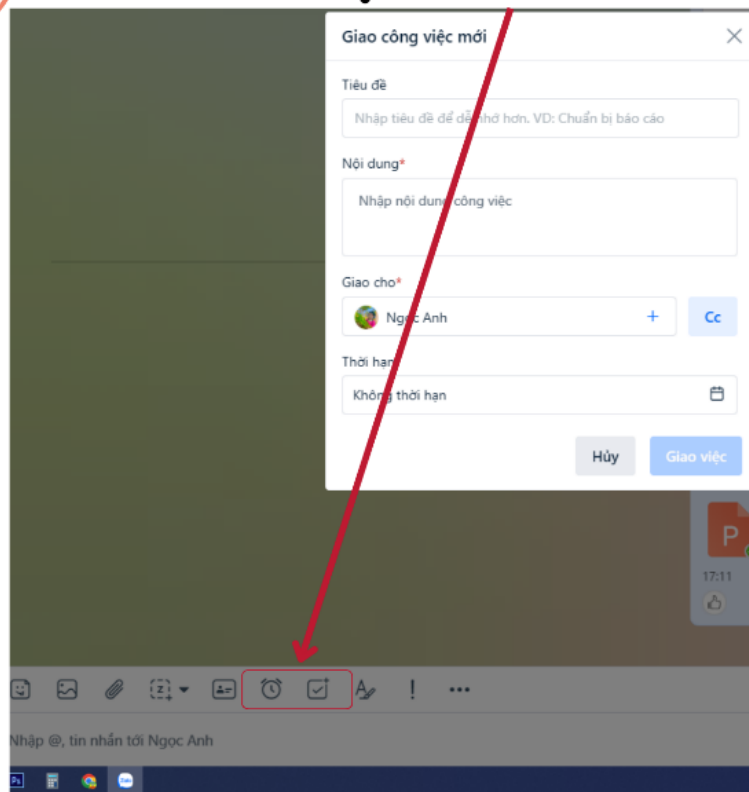 Giao công việc mới
Tiêu đề
Nhập tiêu đề để dễ nhớ hơn. VD: Chuẩn bị báo cáo
Nội dung*
Nhập nội dung công việc
Giao cho*
Ngọc Anh
+
Cc
Thời hạn
Không thời hạn
Hủy
Giao việc
P
17:11
Nhập @, tin nhắn tới Ngọc Anh
Ps
Zalo